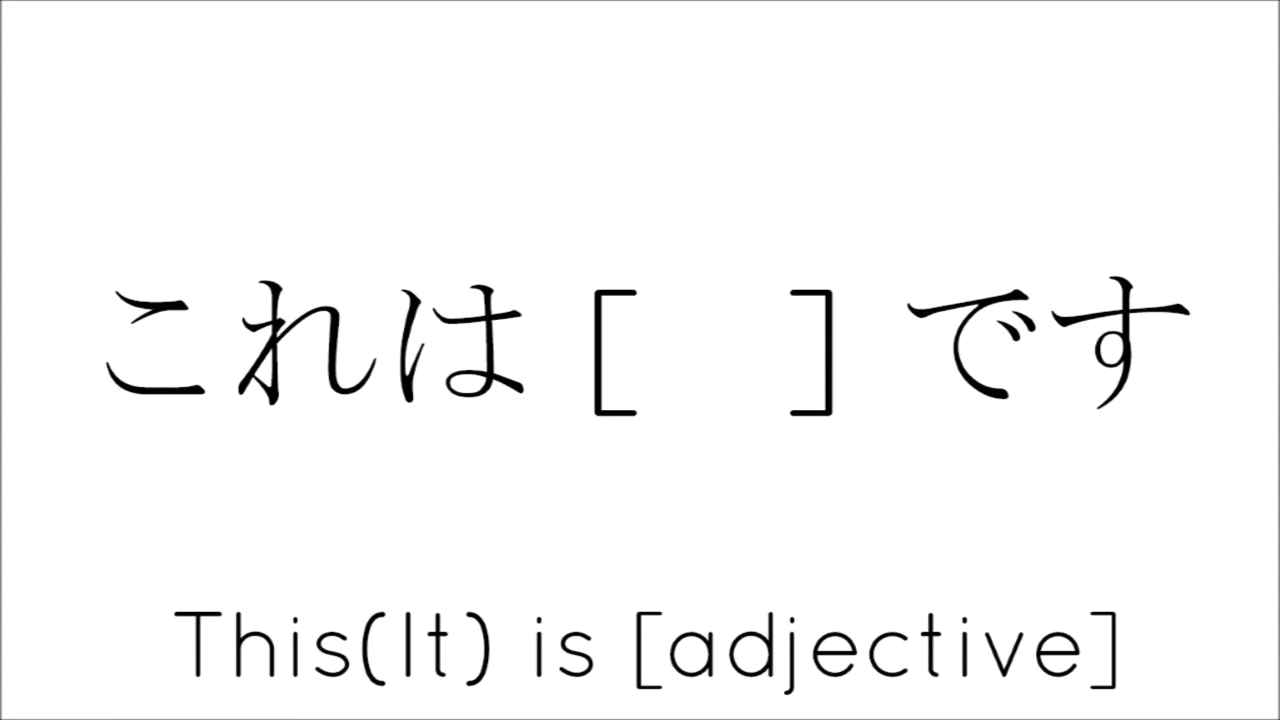 これは [　] です
This(It) is [adjective]